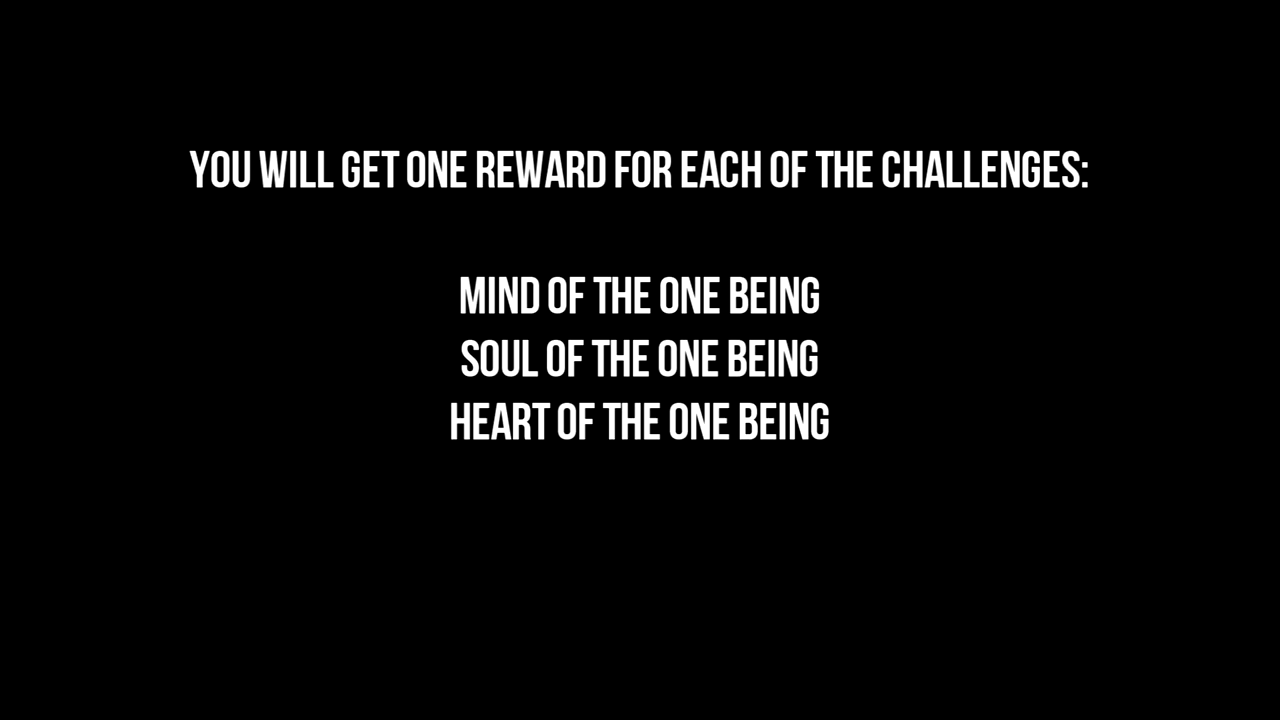 YOU WILL GET ONE REWARD FOR EACH OF THE CHALLENGES:
MIND OF THE ONE BEING
SOUL OF THE ONE BEING
HEART OF THE ONE BEING